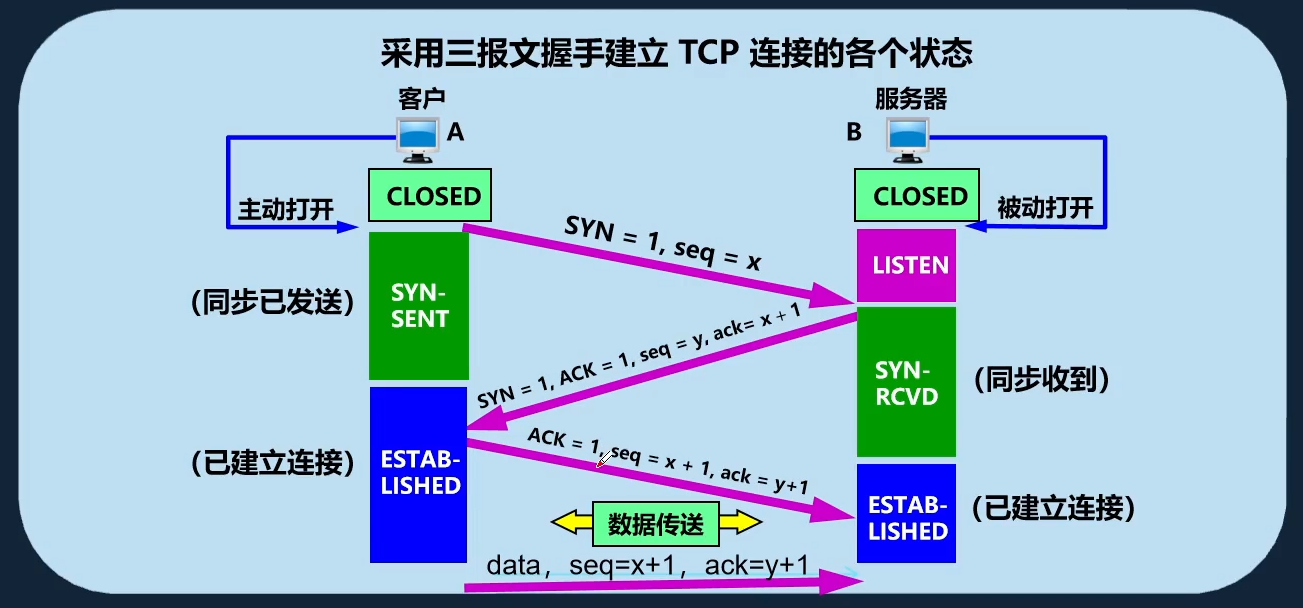 采用三报文握手建立 TCP 连接的各个状态
客户
服务器
A
B
CLOSED
CLOSED
主动打开
被动打开
SYN = 1, seq = x
LISTEN
(同步已发送)
SYN-
SENT
SYN = 1, ACK = 1, seq = y, ack= x + 1
SYN-
RCVD
(同步收到)
ACK = 1, seq = x + 1, ack = y+1
(已建立连接)
ESTAB-
LISHED
ESTAB-
LISHED
(已建立连接)
数据传送
data，seq=x+1，ack=y+1